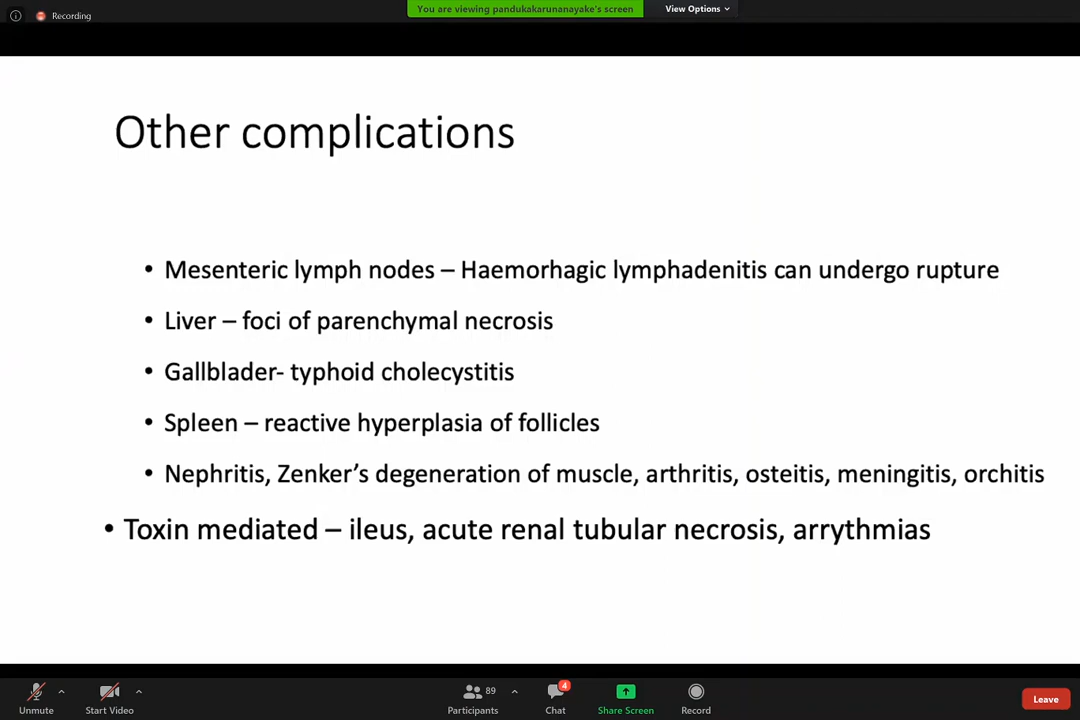 Recording
You are viewing pandukakarunanayake's screen
View Options
Other complications
• Mesenteric lymph nodes – Haemorhagic lymphadenitis can undergo rupture
• Liver – foci of parenchymal necrosis
• Gallblader- typhoid cholecystitis
• Spleen – reactive hyperplasia of follicles
• Nephritis, Zenker’s degeneration of muscle, arthritis, osteitis, meningitis, orchitis
• Toxin mediated – ileus, acute renal tubular necrosis, arrythmias
Unmute
Start Video
89
Participants
4
Chat
Share Screen
Record
Leave